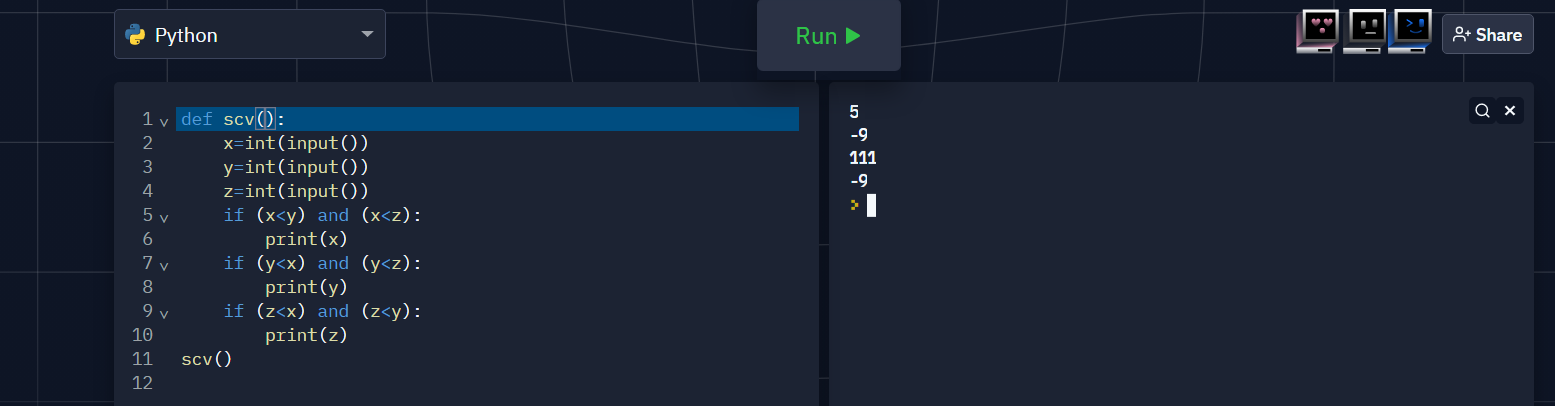 Python
Run
Share
1 def scv():
2     x=int(input())
3     y=int(input())
4     z=int(input())
5     if (x<y) and (x<z):
6         print(x)
7     if (y<x) and (y<z):
8         print(y)
9     if (z<x) and (z<y):
10         print(z)
11 scv()
12
5
-9
111
-9
>